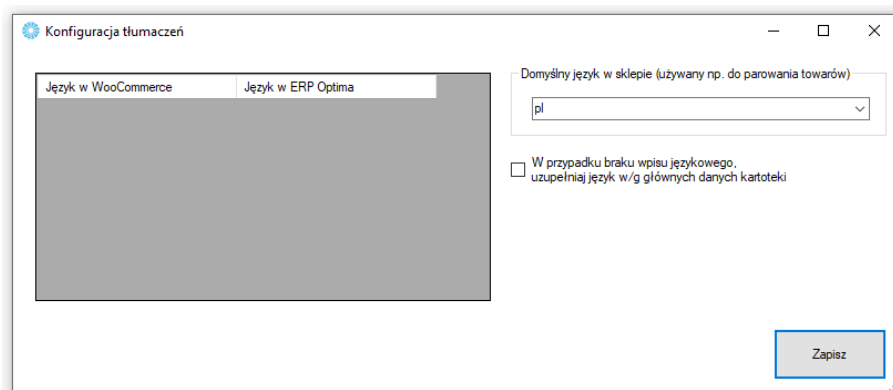 Konfiguracja tłumaczeń
Język w WooCommerce
Język w ERP Optima
Domyślny język w sklepie (używany np. do parowania towarów)
pl
W przypadku braku wpisu językowego,
uzupełniaj język w/g głównych danych kartoteki
Zapisz